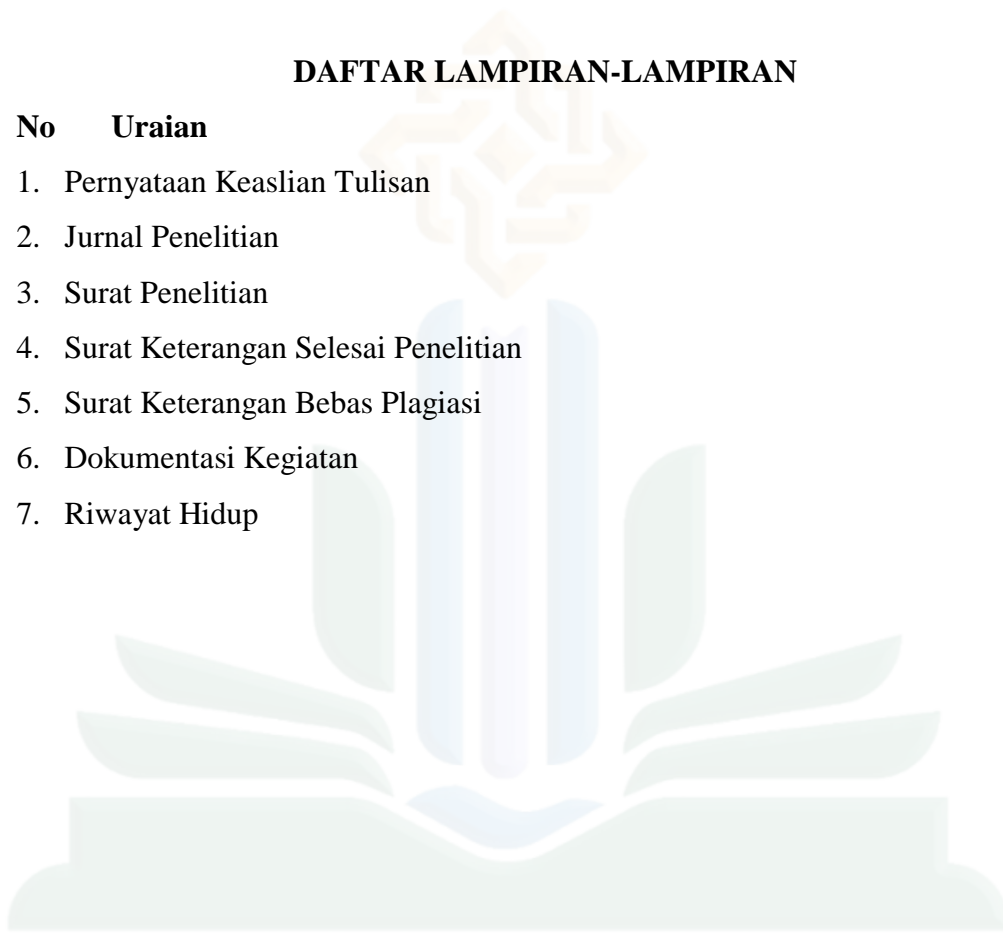 DAFTAR LAMPIRAN-LAMPIRAN
No Uraian
1. Pernyataan Keaslian Tulisan
2. Jurnal Penelitian
3. Surat Penelitian
4. Surat Keterangan Selesai Penelitian
5. Surat Keterangan Bebas Plagiasi
6. Dokumentasi Kegiatan
7. Riwayat Hidup